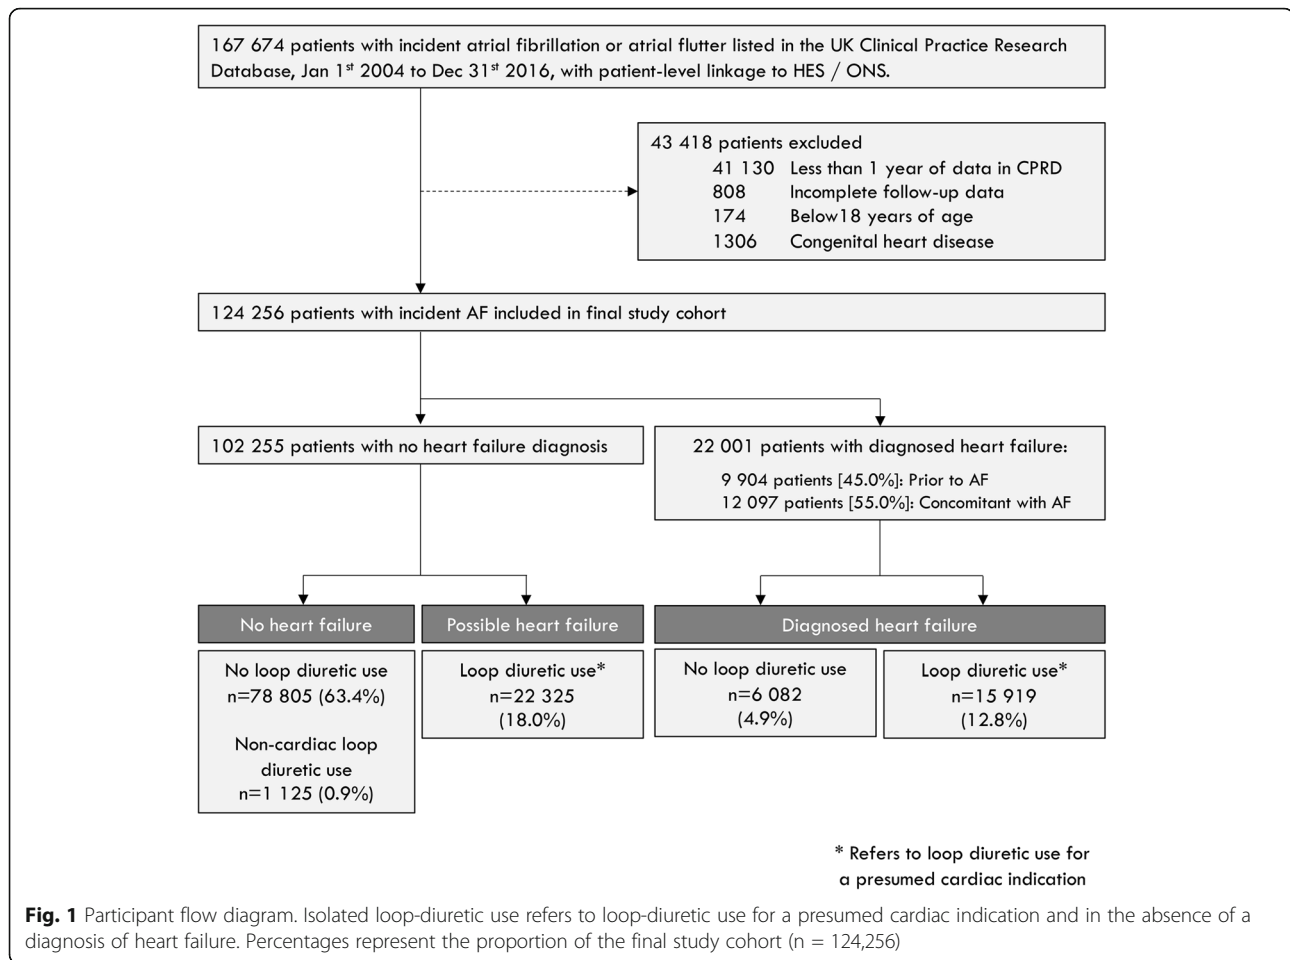 167 674 patients with incident atrial fibrillation or atrial flutter listed in the UK Clinical Practice Research
Database, Jan 1st 2004 to Dec 31st 2016, with patient-level linkage to HES / ONS.
43 418 patients excluded
41 130 Less than 1 year of data in CPRD
808 Incomplete follow-up data
174 Below18 years of age
1306 Congenital heart disease
124 256 patients with incident AF included in final study cohort
102 255 patients with no heart failure diagnosis
22 001 patients with diagnosed heart failure:
9 904 patients [45.0%]: Prior to AF
12 097 patients [55.0%]: Concomitant with AF
No heart failure
No loop diuretic use
n=78 805 (63.4%)
Non-cardiac loop
diuretic use
n=1 125 (0.9%)
Possible heart failure
Loop diuretic use*
n=22 325
(18.0%)
Diagnosed heart failure
No loop diuretic use
n=6 082
(4.9%)
Loop diuretic use*
n=15 919
(12.8%)
* Refers to loop diuretic use for
a presumed cardiac indication
Fig. 1 Participant flow diagram. Isolated loop-diuretic use refers to loop-diuretic use for a presumed cardiac indication and in the absence of a
diagnosis of heart failure. Percentages represent the proportion of the final study cohort (n = 124,256)